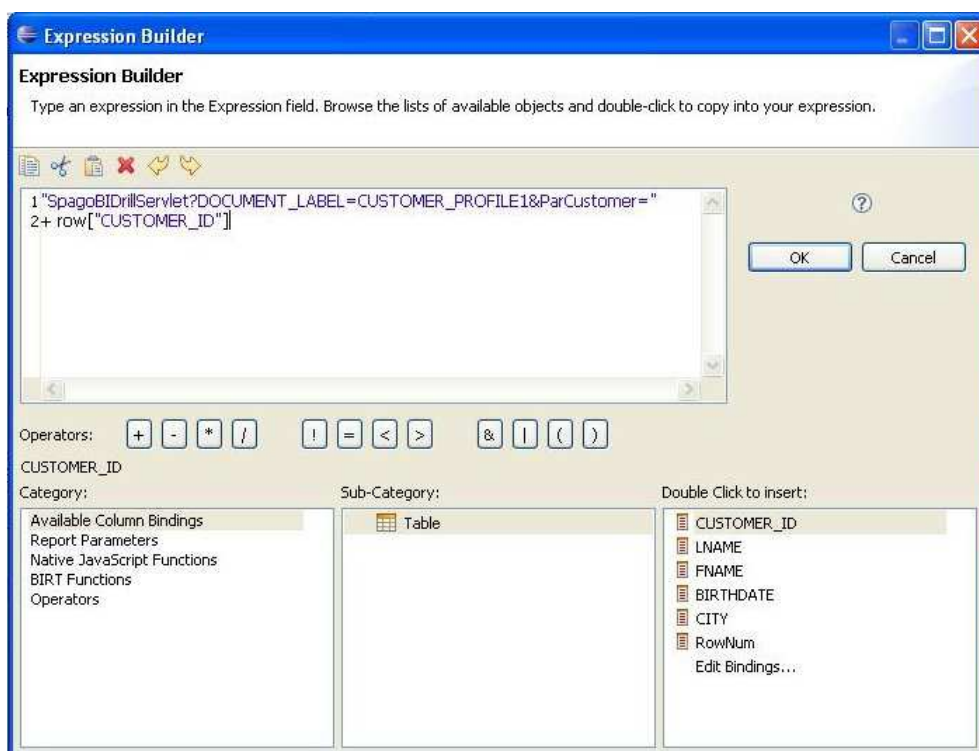 Expression Builder
Expression Builder
Type an expression in the Expression field. Browse the lists of available objects and double-click to copy into your expression.
1 "SpagoBIDrillServlet?DOCUMENT_LABEL=CUSTOMER_PROFILE1&ParCustomer="
2 + row["CUSTOMER_ID"]
?
OK Cancel
Operators: + - * / ! = < > & | ( )
CUSTOMER_ID
Category: Sub-Category: Double Click to insert:
Available Column Bindings Table CUSTOMER_ID
Report Parameters LNAME
Native JavaScript Functions FNAME
BIRT Functions BIRTHDATE
Operators CITY
RowNum
Edit Bindings...